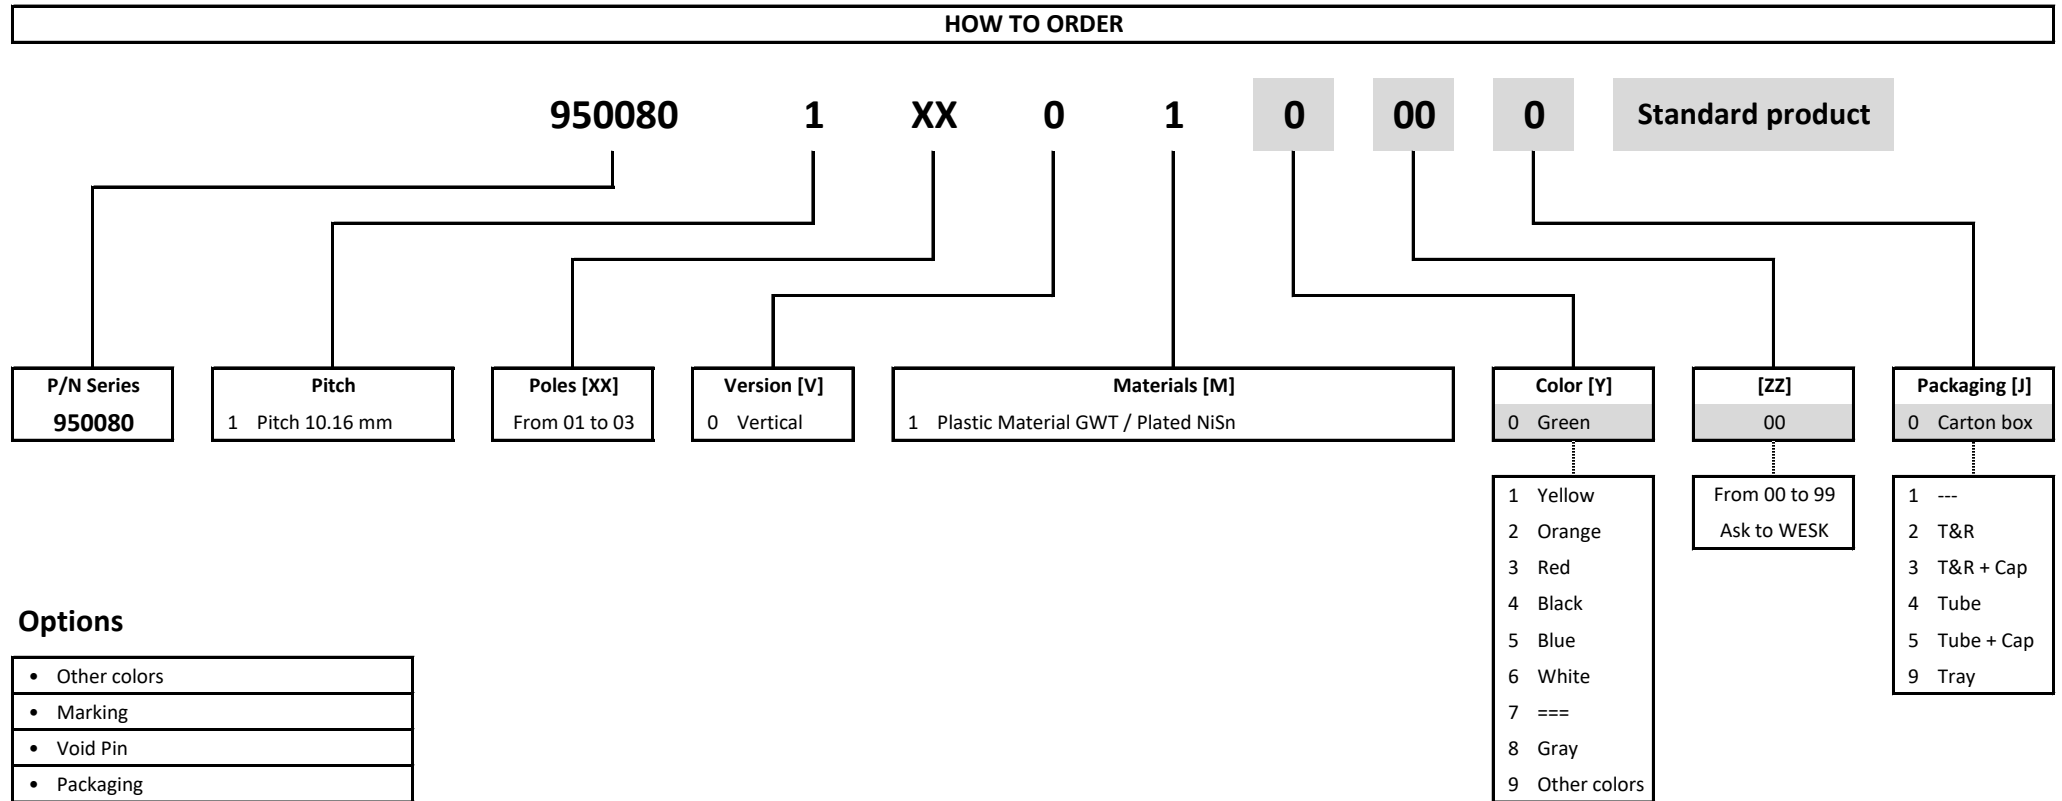 HOW TO ORDER
950080 1 XX 0 1 0 00 0 Standard product
P/N Series Pitch Poles [XX] Version [V] Materials [M] Color [Y] [ZZ] Packaging [J]
950080 1 Pitch 10.16 mm From 01 to 03 0 Vertical 1 Plastic Material GWT / Plated NiSn 0 Green 00 0 Carton box
1 Yellow From 00 to 99 1 ---
2 Orange Ask to WESK 2 T&R
3 Red 3 T&R + Cap
4 Black 4 Tube
Options
5 Blue 5 Tube + Cap
• Other colors 6 White 9 Tray
• Marking 7 ===
• Void Pin 8 Gray
• Packaging 9 Other colors